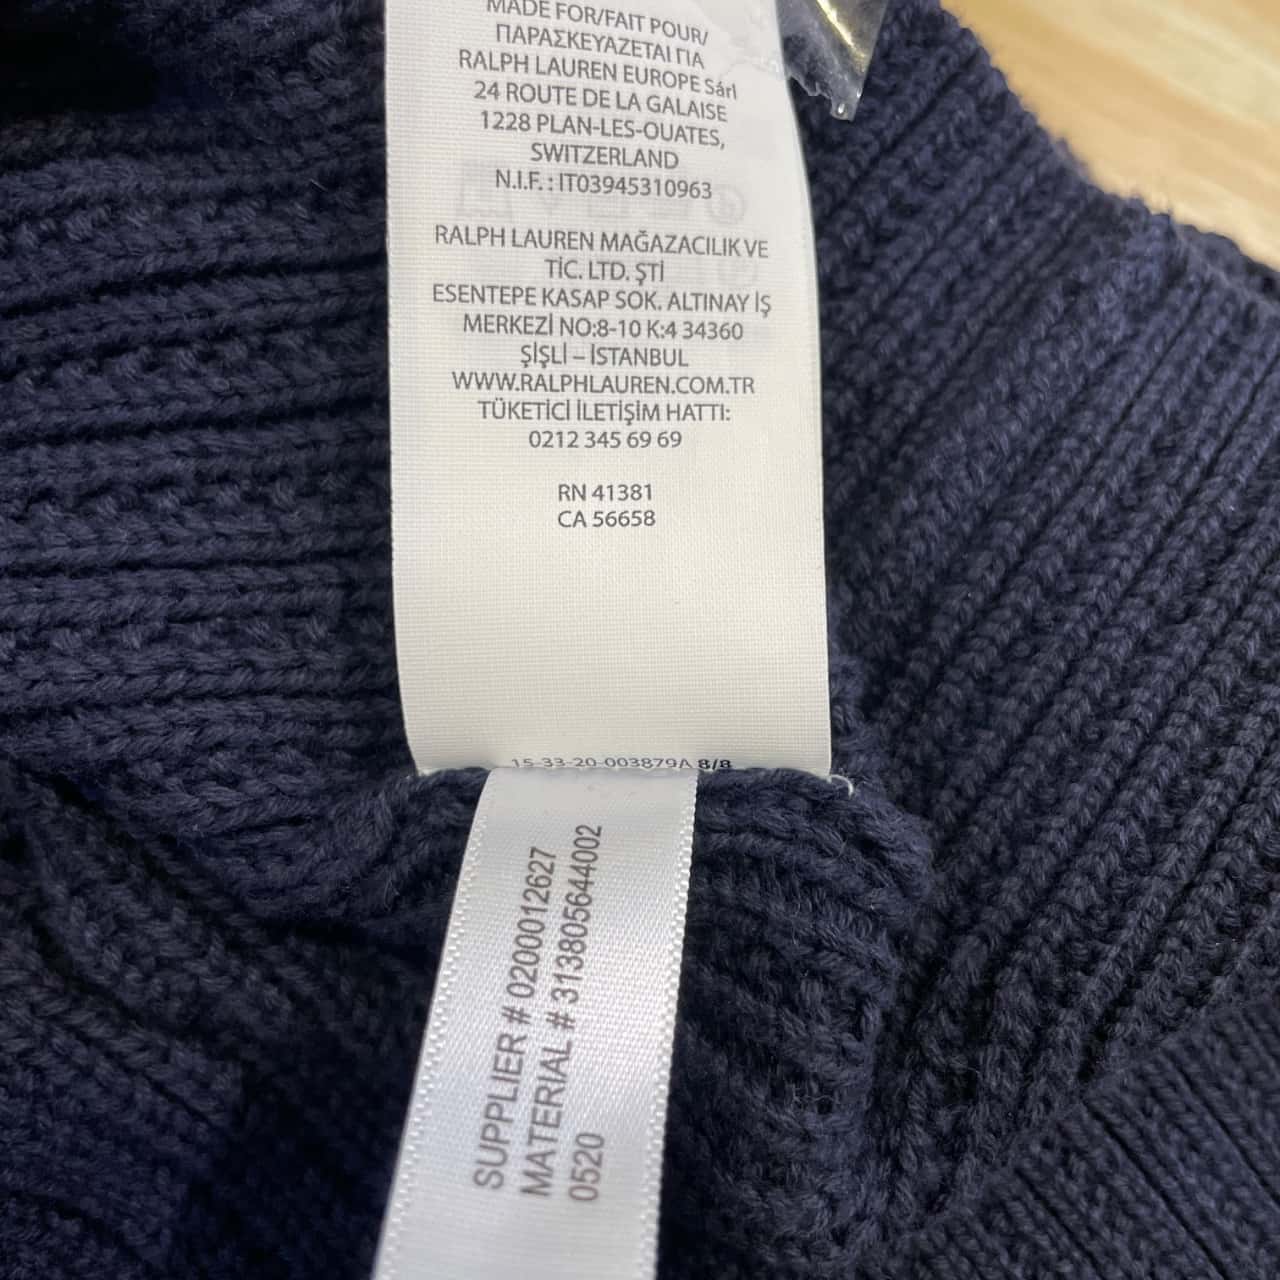 MADE FOR/FAIT POUR/
ΠΑΡΑΣΚΕΥΑΖΕΤΑΙ ΓΙΑ
RALPH LAUREN EUROPE Sárl
24 ROUTE DE LA GALAISE
1228 PLAN-LES-OUATES,
SWITZERLAND
N.I.F. : IT03945310963
RALPH LAUREN MAĞAZACILIK VE
TİC. LTD. ŞTİ
ESENTEPE KASAP SOK. ALTINAY İŞ
MERKEZİ NO:8-10 K:4 34360
ŞİŞLİ – İSTANBUL
WWW.RALPHLAUREN.COM.TR
TÜKETİCİ İLETİŞİM HATTI:
0212 345 69 69
RN 41381
CA 56658
15-33-20-003879A 8/8
SUPPLIER # 0200012627
MATERIAL # 313805644002
0520